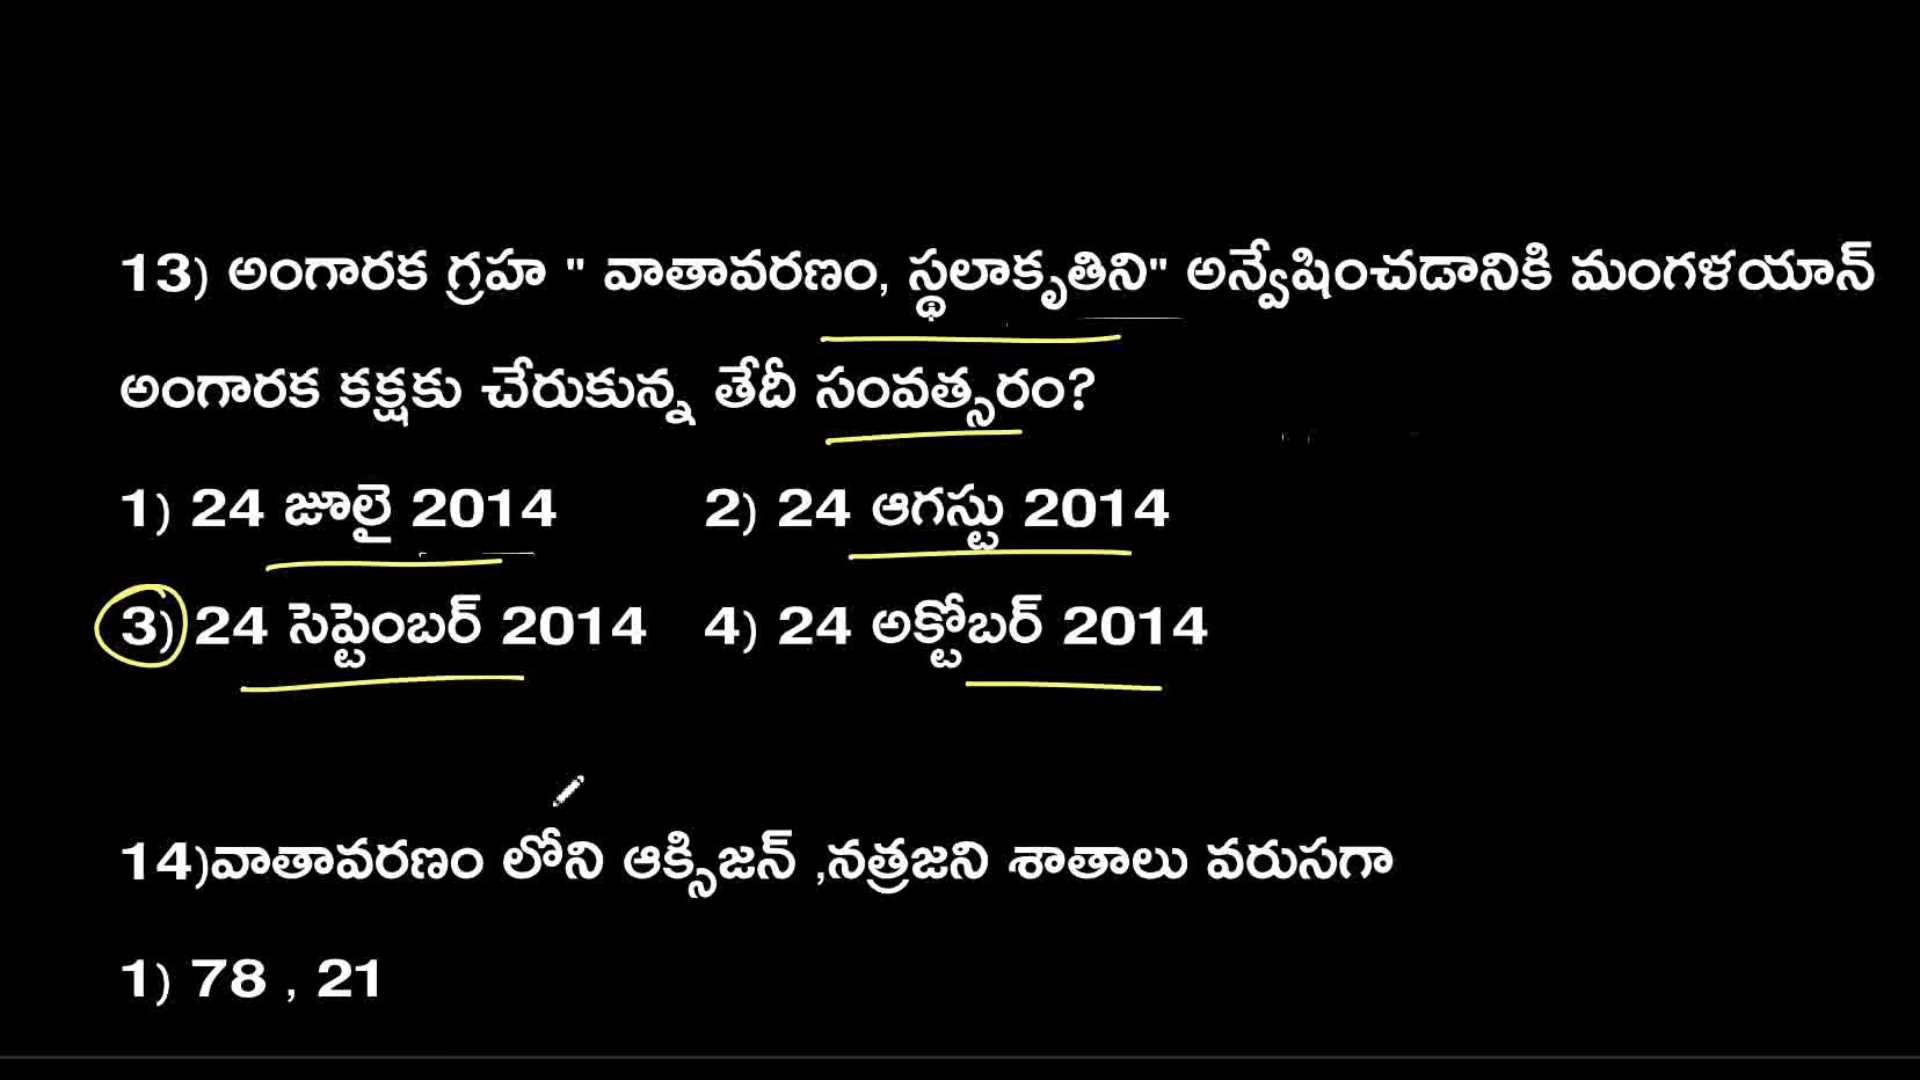 13) అంగారక గ్రహ " వాతావరణం, స్థలాకృతిని" అన్వేషించడానికి మంగళయాన్
అంగారక కక్షకు చేరుకున్న తేదీ సంవత్సరం?
1) 24 జూలై 2014 2) 24 ఆగస్టు 2014
3) 24 సెప్టెంబర్ 2014 4) 24 అక్టోబర్ 2014
14)వాతావరణం లోని ఆక్సిజన్ ,నత్రజని శాతాలు వరుసగా
1) 78 , 21